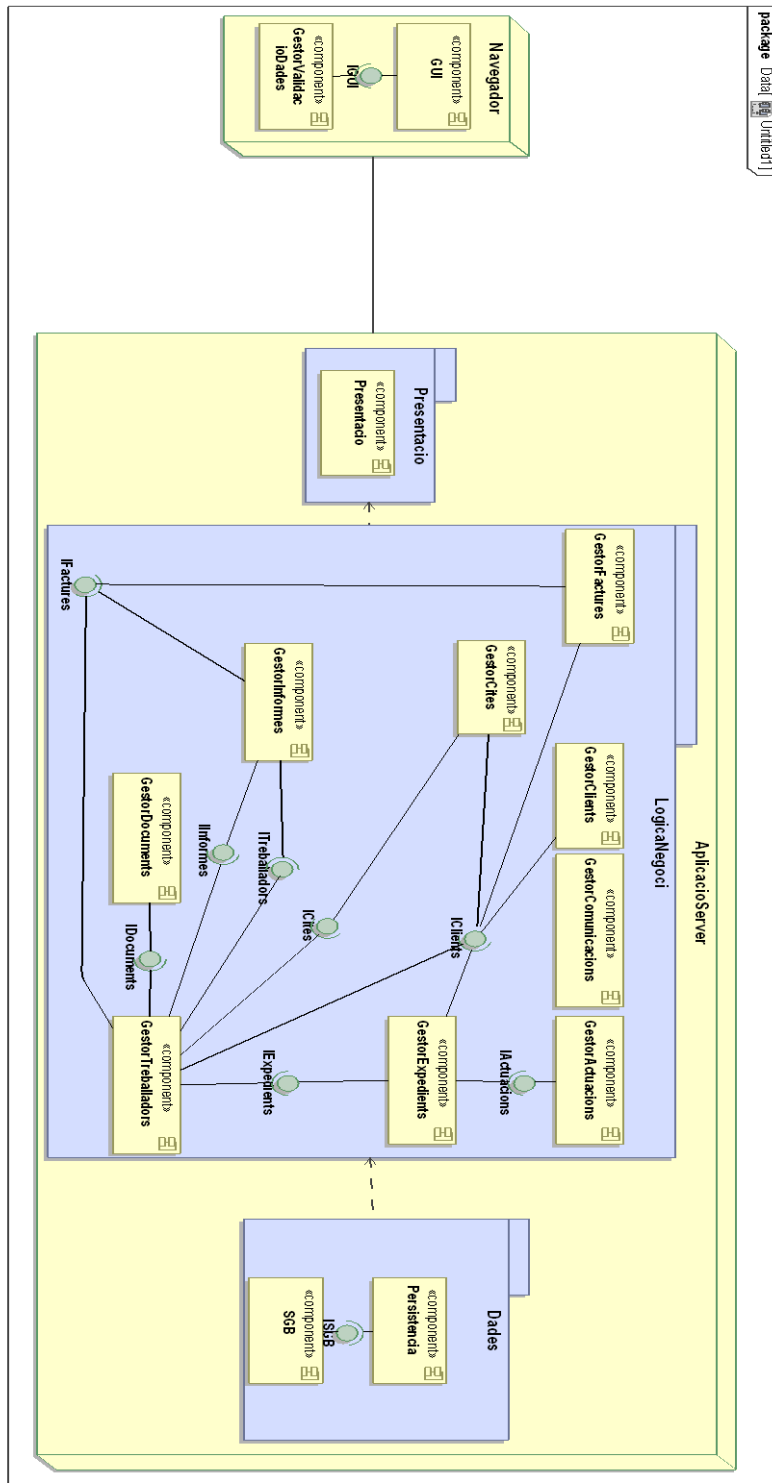 package Data[ Untitled1 ]
Navegador
«component»
GUI
IGUI
«component»
GestorValidac
ioDades
AplicacioServer
Presentacio
«component»
Presentacio
LogicaNegoci
«component»
GestorFactures
«component»
GestorClients
«component»
GestorComunicacions
«component»
GestorActuacions
«component»
GestorCites
IClients
IActuacions
«component»
GestorExpedients
«component»
GestorInformes
ICites
ITreballadors
IInformes
IExpedients
«component»
GestorDocuments
IDocuments
«component»
GestorTreballadors
IFactures
Dades
«component»
Persistencia
ISGB
«component»
SGB